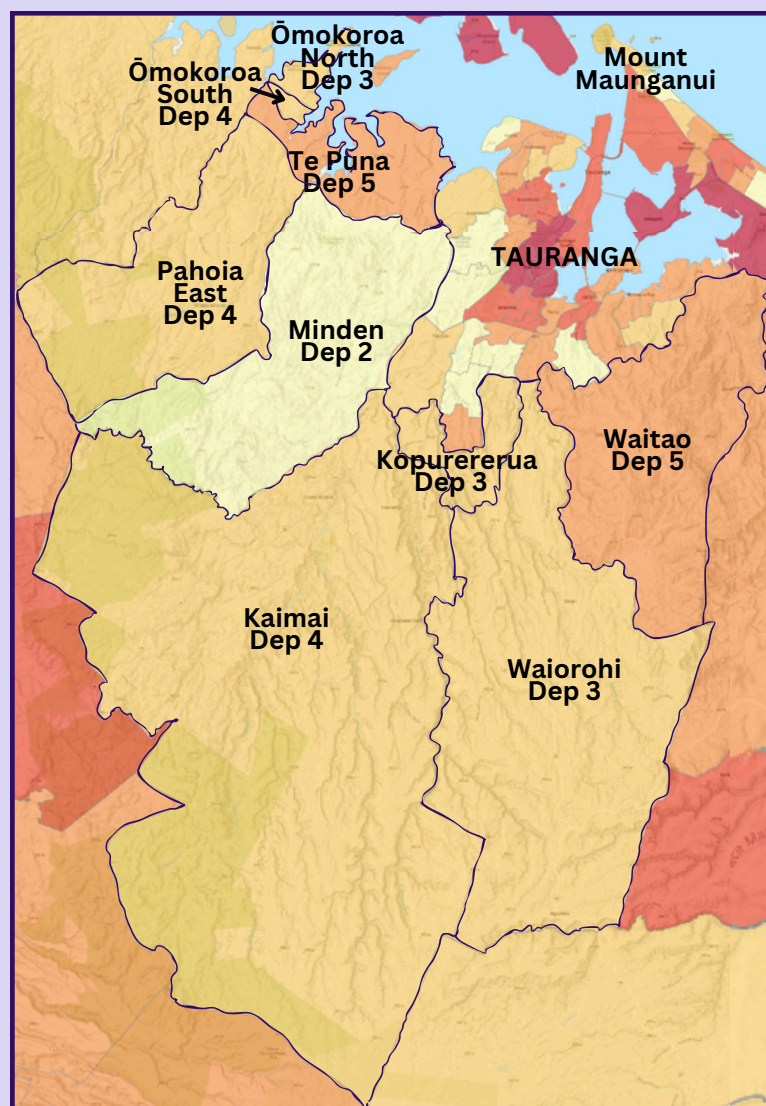 Ōmokoroa
North
Dep 3
Ōmokoroa
South
Dep 4
Mount
Maunganui
Te Puna
Dep 5
TAURANGA
Pahoia
East
Dep 4
Minden
Dep 2
Waitao
Dep 5
Kopurererua
Dep 3
Kaimai
Dep 4
Waiorohi
Dep 3